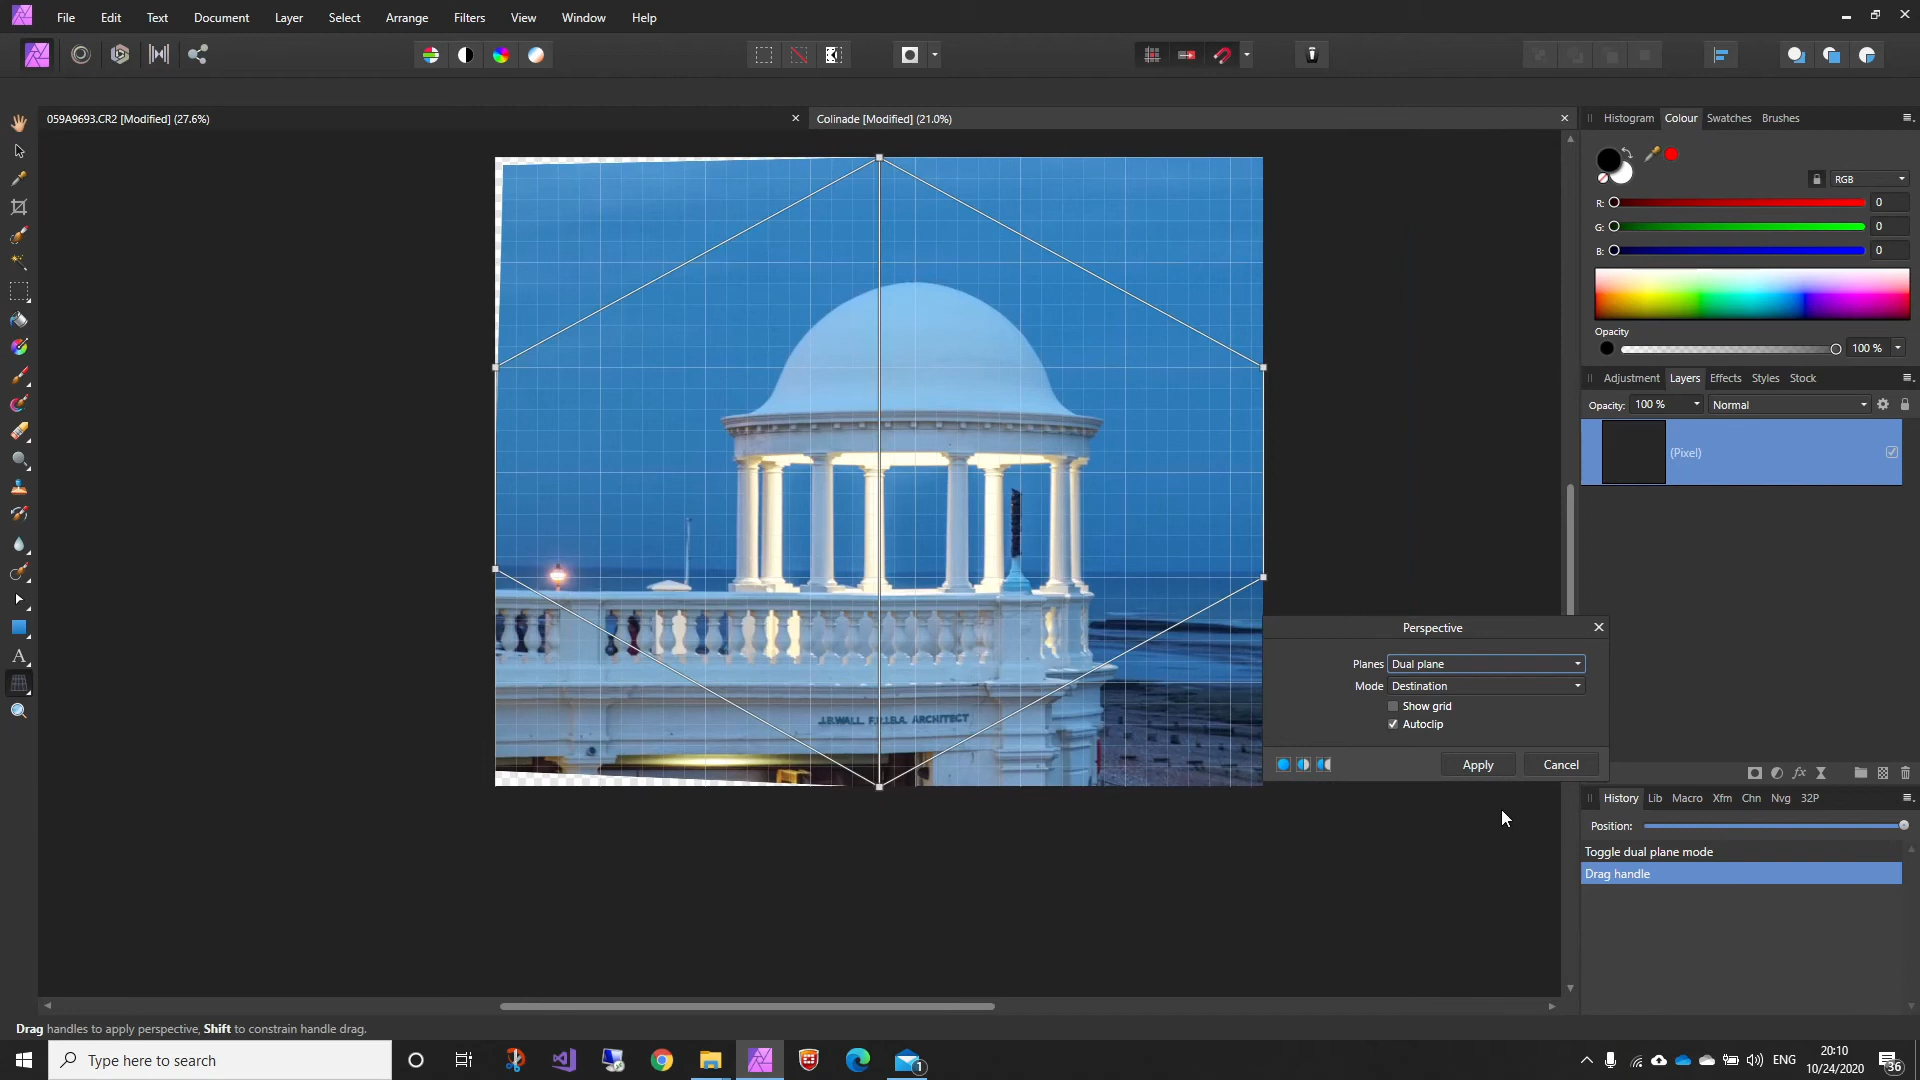 File Edit Text Document Layer Select Arrange Filters View Window Help
059A9693.CR2 [Modified] (27.6%)
Colinade [Modified] (21.0%)
Histogram Colour Swatches Brushes
RGB
R: 0
G: 0
B: 0
Opacity
100 %
Adjustment Layers Effects Styles Stock
Opacity: 100 % Normal
(Pixel)
J.B.WALL. F.R.I.B.A. ARCHITECT
Perspective
Planes Dual plane
Mode Destination
Show grid
Autoclip
Apply Cancel
fx
History Lib Macro Xfm Chn Nvg 32P
Position:
Toggle dual plane mode
Drag handle
Drag handles to apply perspective, Shift to constrain handle drag.
Type here to search
1
ENG
20:10
10/24/2020
36